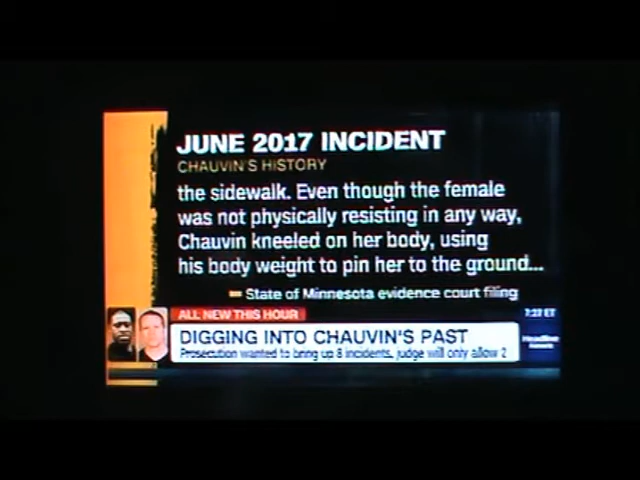 JUNE 2017 INCIDENT
CHAUVIN'S HISTORY
the sidewalk. Even though the female
was not physically resisting in any way,
Chauvin kneeled on her body, using
his body weight to pin her to the ground...
State of Minnesota evidence court filing
ALL NEW THIS HOUR
7:27 ET
DIGGING INTO CHAUVIN'S PAST
Headline
Prosecution wanted to bring up 8 incidents, judge will only allow 2